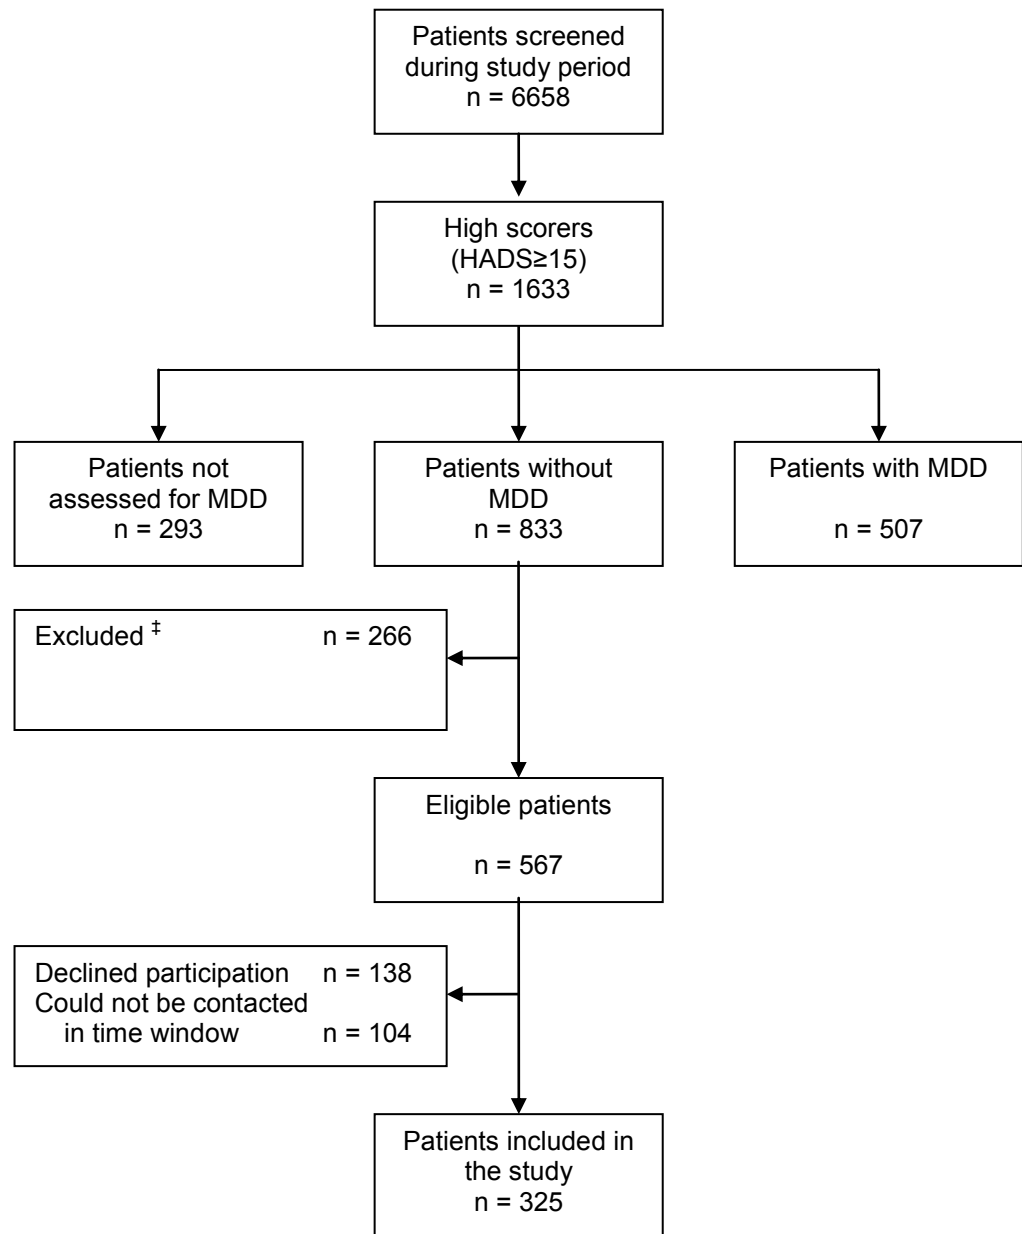 Patients screened
during study period
n = 6658
High scorers
(HADS≥15)
n = 1633
Patients not
assessed for MDD
n = 293
Patients without
MDD
n = 833
Patients with MDD
n = 507
Excluded ‡ n = 266
Eligible patients
n = 567
Declined participation n = 138
Could not be contacted
in time window n = 104
Patients included in
the study
n = 325